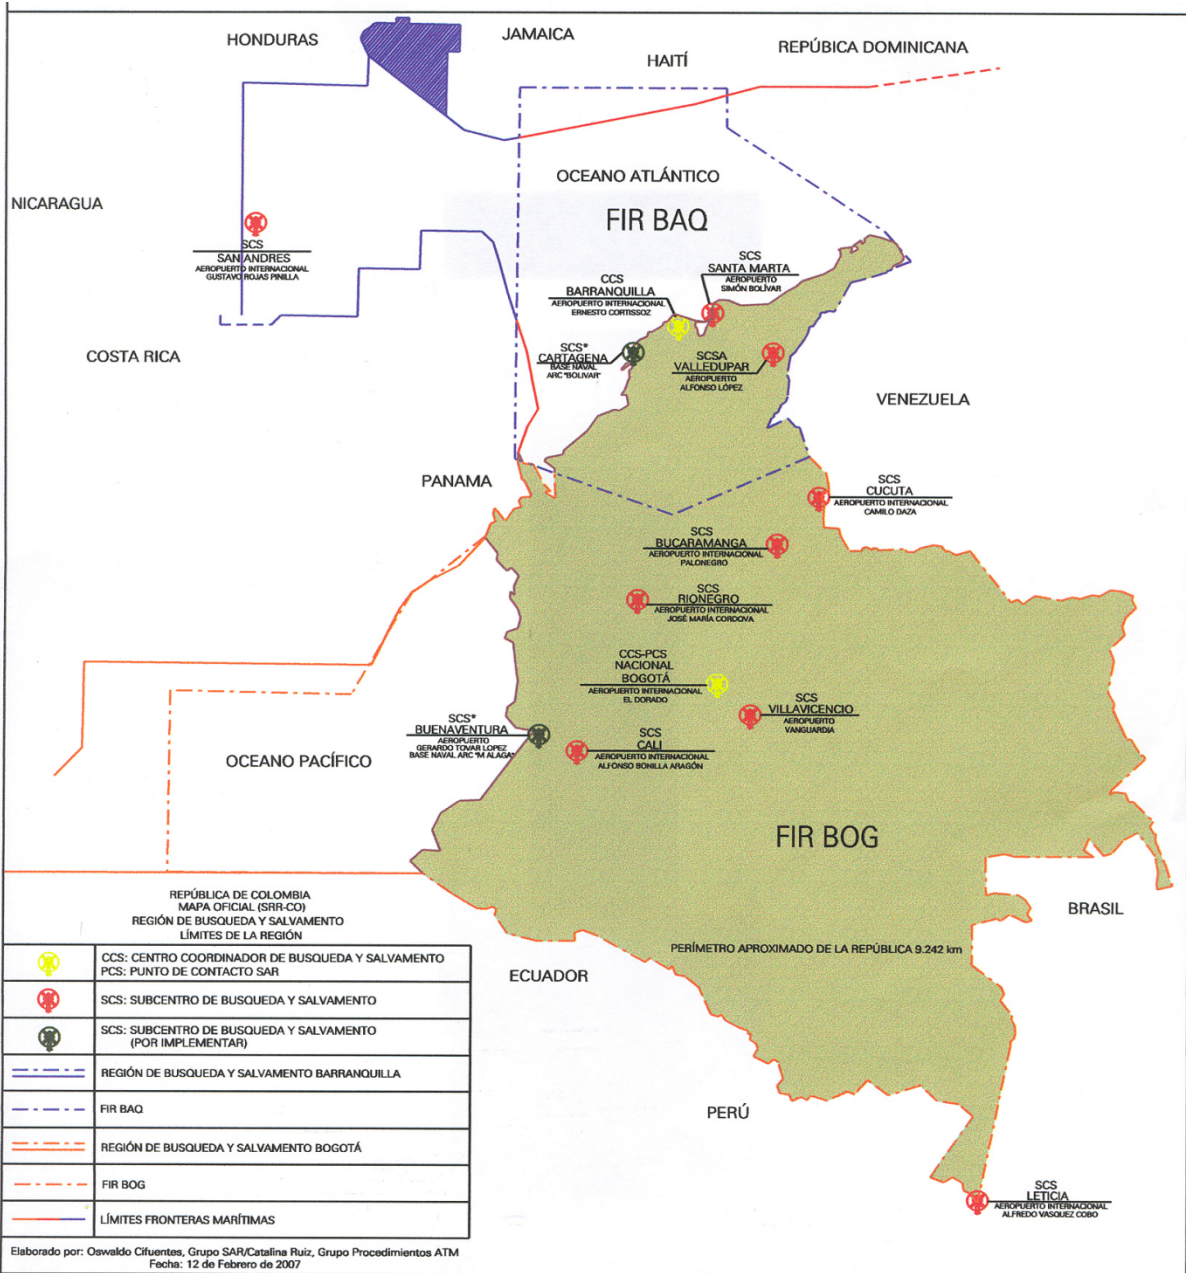 HONDURAS
JAMAICA
HAITÍ
REPÚBICA DOMINICANA
NICARAGUA
OCEANO ATLÁNTICO
FIR BAQ
SCS
SAN ANDRES
AEROPUERTO INTERNACIONAL
GUSTAVO ROJAS PINILLA
SCS
SANTA MARTA
AEROPUERTO
SIMÓN BOLÍVAR
CCS
BARRANQUILLA
AEROPUERTO INTERNACIONAL
ERNESTO CORTISSOZ
COSTA RICA
SCS*
CARTAGENA
BASE NAVAL
ARC "BOLIVAR"
SCSA
VALLEDUPAR
AEROPUERTO
ALFONSO LÓPEZ
VENEZUELA
PANAMA
SCS
CUCUTA
AEROPUERTO INTERNACIONAL
CAMILO DAZA
SCS
BUCARAMANGA
AEROPUERTO INTERNACIONAL
PALONEGRO
SCS
RIONEGRO
AEROPUERTO INTERNACIONAL
JOSÉ MARÍA CORDOVA
CCS-PCS
NACIONAL
BOGOTÁ
AEROPUERTO INTERNACIONAL
EL DORADO
SCS
VILLAVICENCIO
AEROPUERTO
VANGUARDIA
SCS*
BUENAVENTURA
AEROPUERTO
GERARDO TOVAR LOPEZ
BASE NAVAL ARC "M ALAGA"
SCS
CALI
AEROPUERTO INTERNACIONAL
ALFONSO BONILLA ARAGÓN
OCEANO PACÍFICO
FIR BOG
BRASIL
PERÍMETRO APROXIMADO DE LA REPÚBLICA 9.242 km
ECUADOR
PERÚ
SCS
LETICIA
AEROPUERTO INTERNACIONAL
ALFREDO VASQUEZ COBO
REPÚBLICA DE COLOMBIA
MAPA OFICIAL (SRR-CO)
REGIÓN DE BUSQUEDA Y SALVAMENTO
LÍMITES DE LA REGIÓN
CCS: CENTRO COORDINADOR DE BUSQUEDA Y SALVAMENTO
PCS: PUNTO DE CONTACTO SAR
SCS: SUBCENTRO DE BUSQUEDA Y SALVAMENTO
SCS: SUBCENTRO DE BUSQUEDA Y SALVAMENTO
(POR IMPLEMENTAR)
REGIÓN DE BUSQUEDA Y SALVAMENTO BARRANQUILLA
FIR BAQ
REGIÓN DE BUSQUEDA Y SALVAMENTO BOGOTÁ
FIR BOG
LÍMITES FRONTERAS MARÍTIMAS
Elaborado por: Oswaldo Cifuentes, Grupo SAR/Catalina Ruiz, Grupo Procedimientos ATM
Fecha: 12 de Febrero de 2007